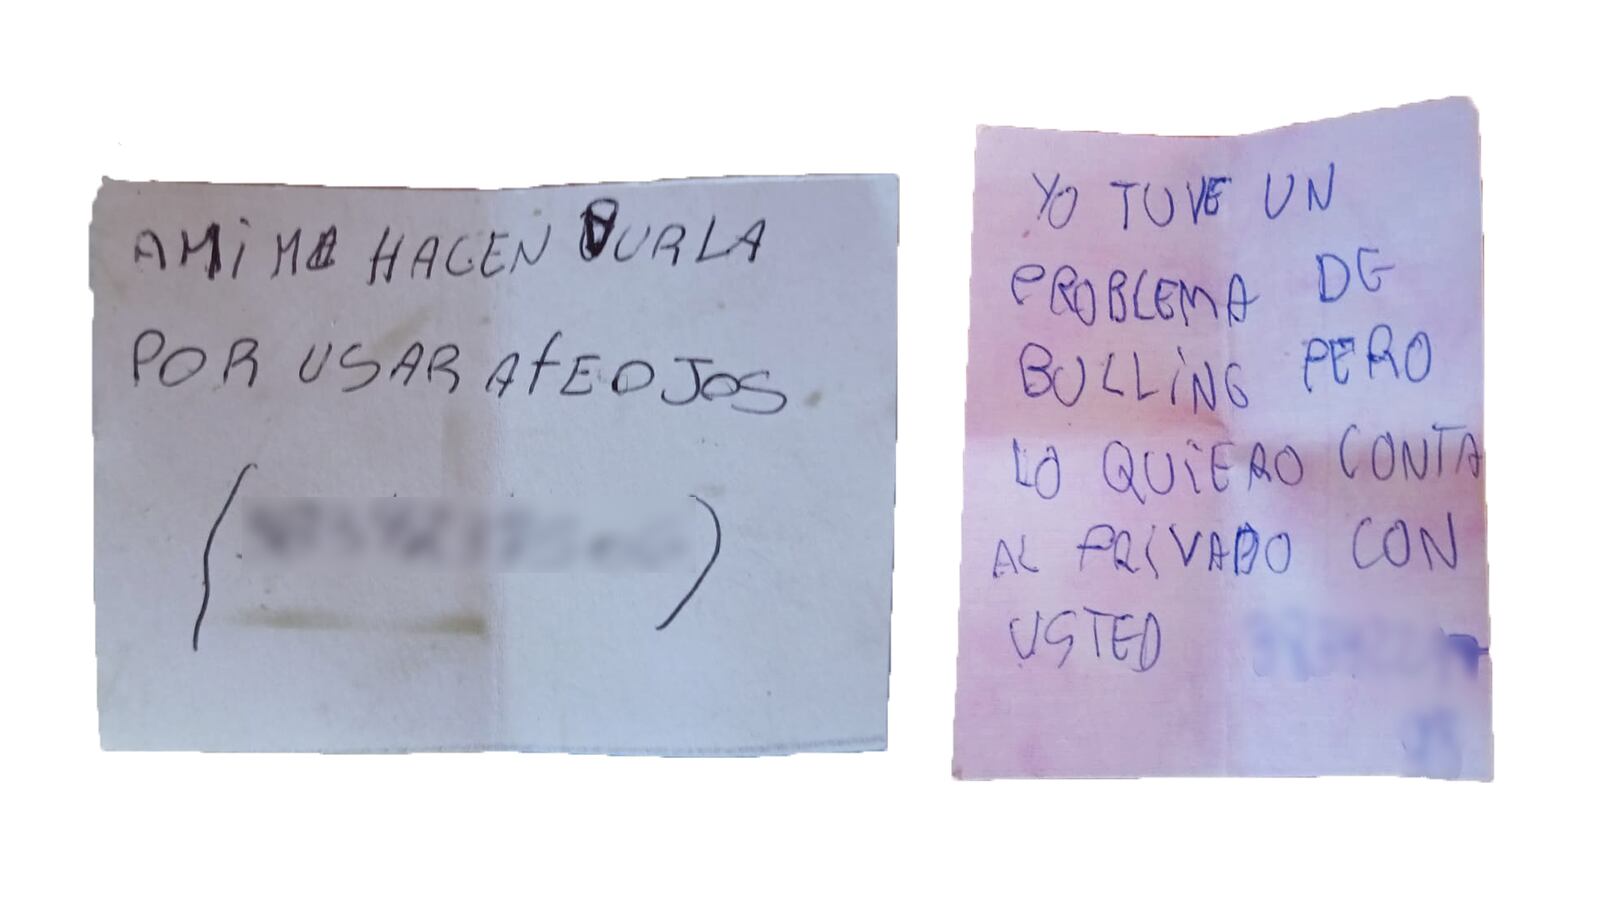 AMi ME HACEN BURLA
POR USAR AfEOJOS
YO TUVE UN
PROBLEMA DE
BULLiNG PERO
LO QUiERO CONTA
AL PRiVADO CON
USTED